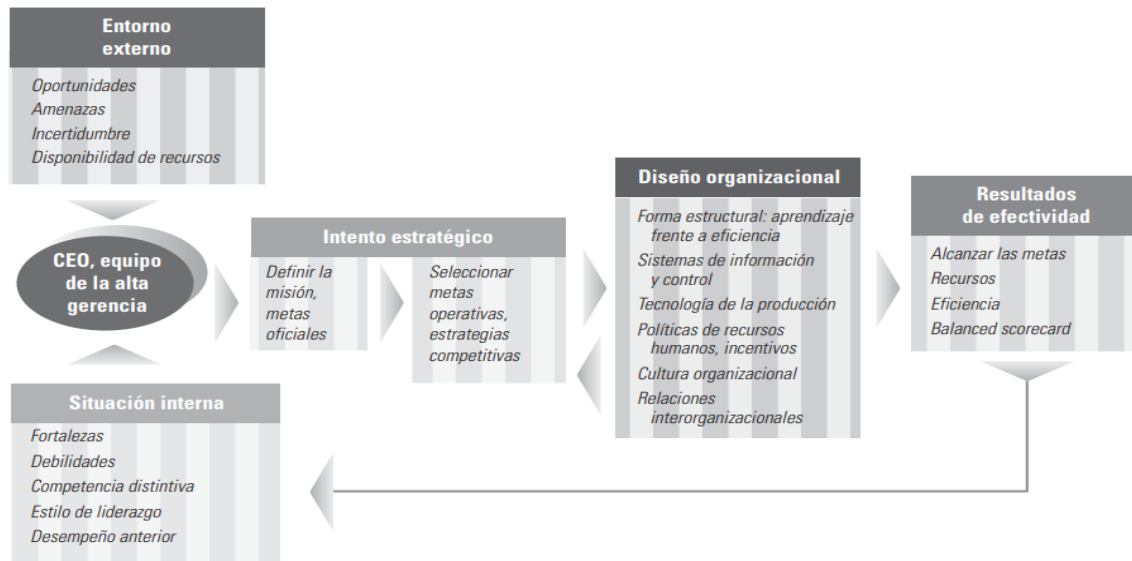 Entorno
externo
Oportunidades
Amenazas
Incertidumbre
Disponibilidad de recursos
CEO, equipo
de la alta
gerencia
Situación interna
Fortalezas
Debilidades
Competencia distintiva
Estilo de liderazgo
Desempeño anterior
Intento estratégico
Definir la
misión,
metas
oficiales
Seleccionar
metas
operativas,
estrategias
competitivas
Diseño organizacional
Forma estructural: aprendizaje
frente a eficiencia
Sistemas de información
y control
Tecnología de la producción
Políticas de recursos
humanos, incentivos
Cultura organizacional
Relaciones
interorganizacionales
Resultados
de efectividad
Alcanzar las metas
Recursos
Eficiencia
Balanced scorecard